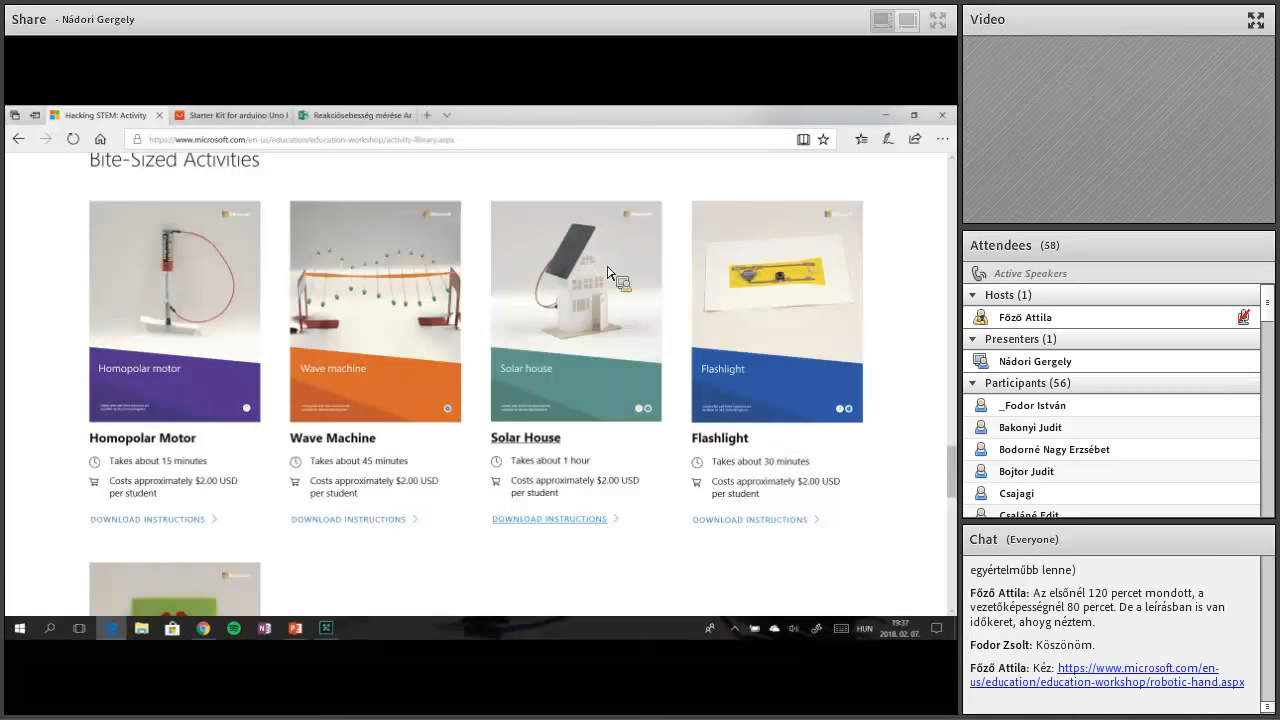 Share - Nádori Gergely
Hacking STEM: Activity
Starter Kit for arduino Uno
Reakciósebesség mérése Ar
https://www.microsoft.com/en-us/education/education-workshop/activity-library.aspx
Bite-Sized Activities
Microsoft
Microsoft
Microsoft
Microsoft
Homopolar motor
Wave machine
Solar house
Flashlight
Homopolar Motor
Wave Machine
Solar House
Flashlight
Takes about 15 minutes
Takes about 45 minutes
Takes about 1 hour
Takes about 30 minutes
Costs approximately $2.00 USD
per student
Costs approximately $2.00 USD
per student
Costs approximately $2.00 USD
per student
Costs approximately $2.00 USD
per student
DOWNLOAD INSTRUCTIONS
DOWNLOAD INSTRUCTIONS
DOWNLOAD INSTRUCTIONS
DOWNLOAD INSTRUCTIONS
Microsoft
HUN
19:37
2018. 02. 07.
Video
Attendees (58)
Active Speakers
Hosts (1)
Főző Attila
Presenters (1)
Nádori Gergely
Participants (56)
_Fodor István
Bakonyi Judit
Bodorné Nagy Erzsébet
Bojtor Judit
Csajagi
Csaláné Edit
Chat (Everyone)
egyértelműbb lenne)
Főző Attila: Az elsőnél 120 percet mondott, a
vezetőképességnél 80 percet. De a leírásban is van
időkeret, ahogy néztem.
Fodor Zsolt: Köszönöm.
Főző Attila: Kéz: https://www.microsoft.com/en-
us/education/education-workshop/robotic-hand.aspx